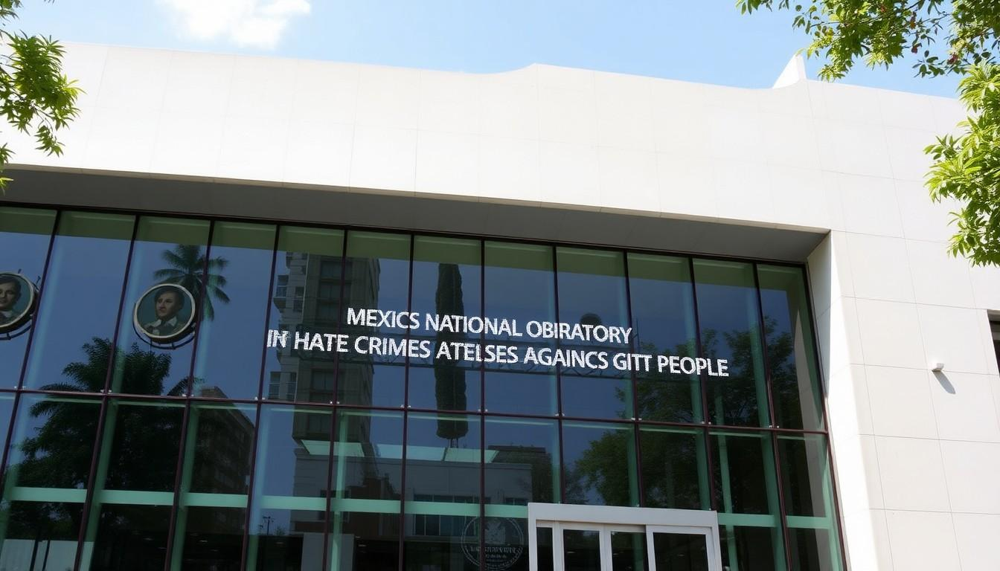 MEXICS NATIONAL OBIRATORY
IN HATE CRIMES ATELSES AGAINCS GITT PEOPLE